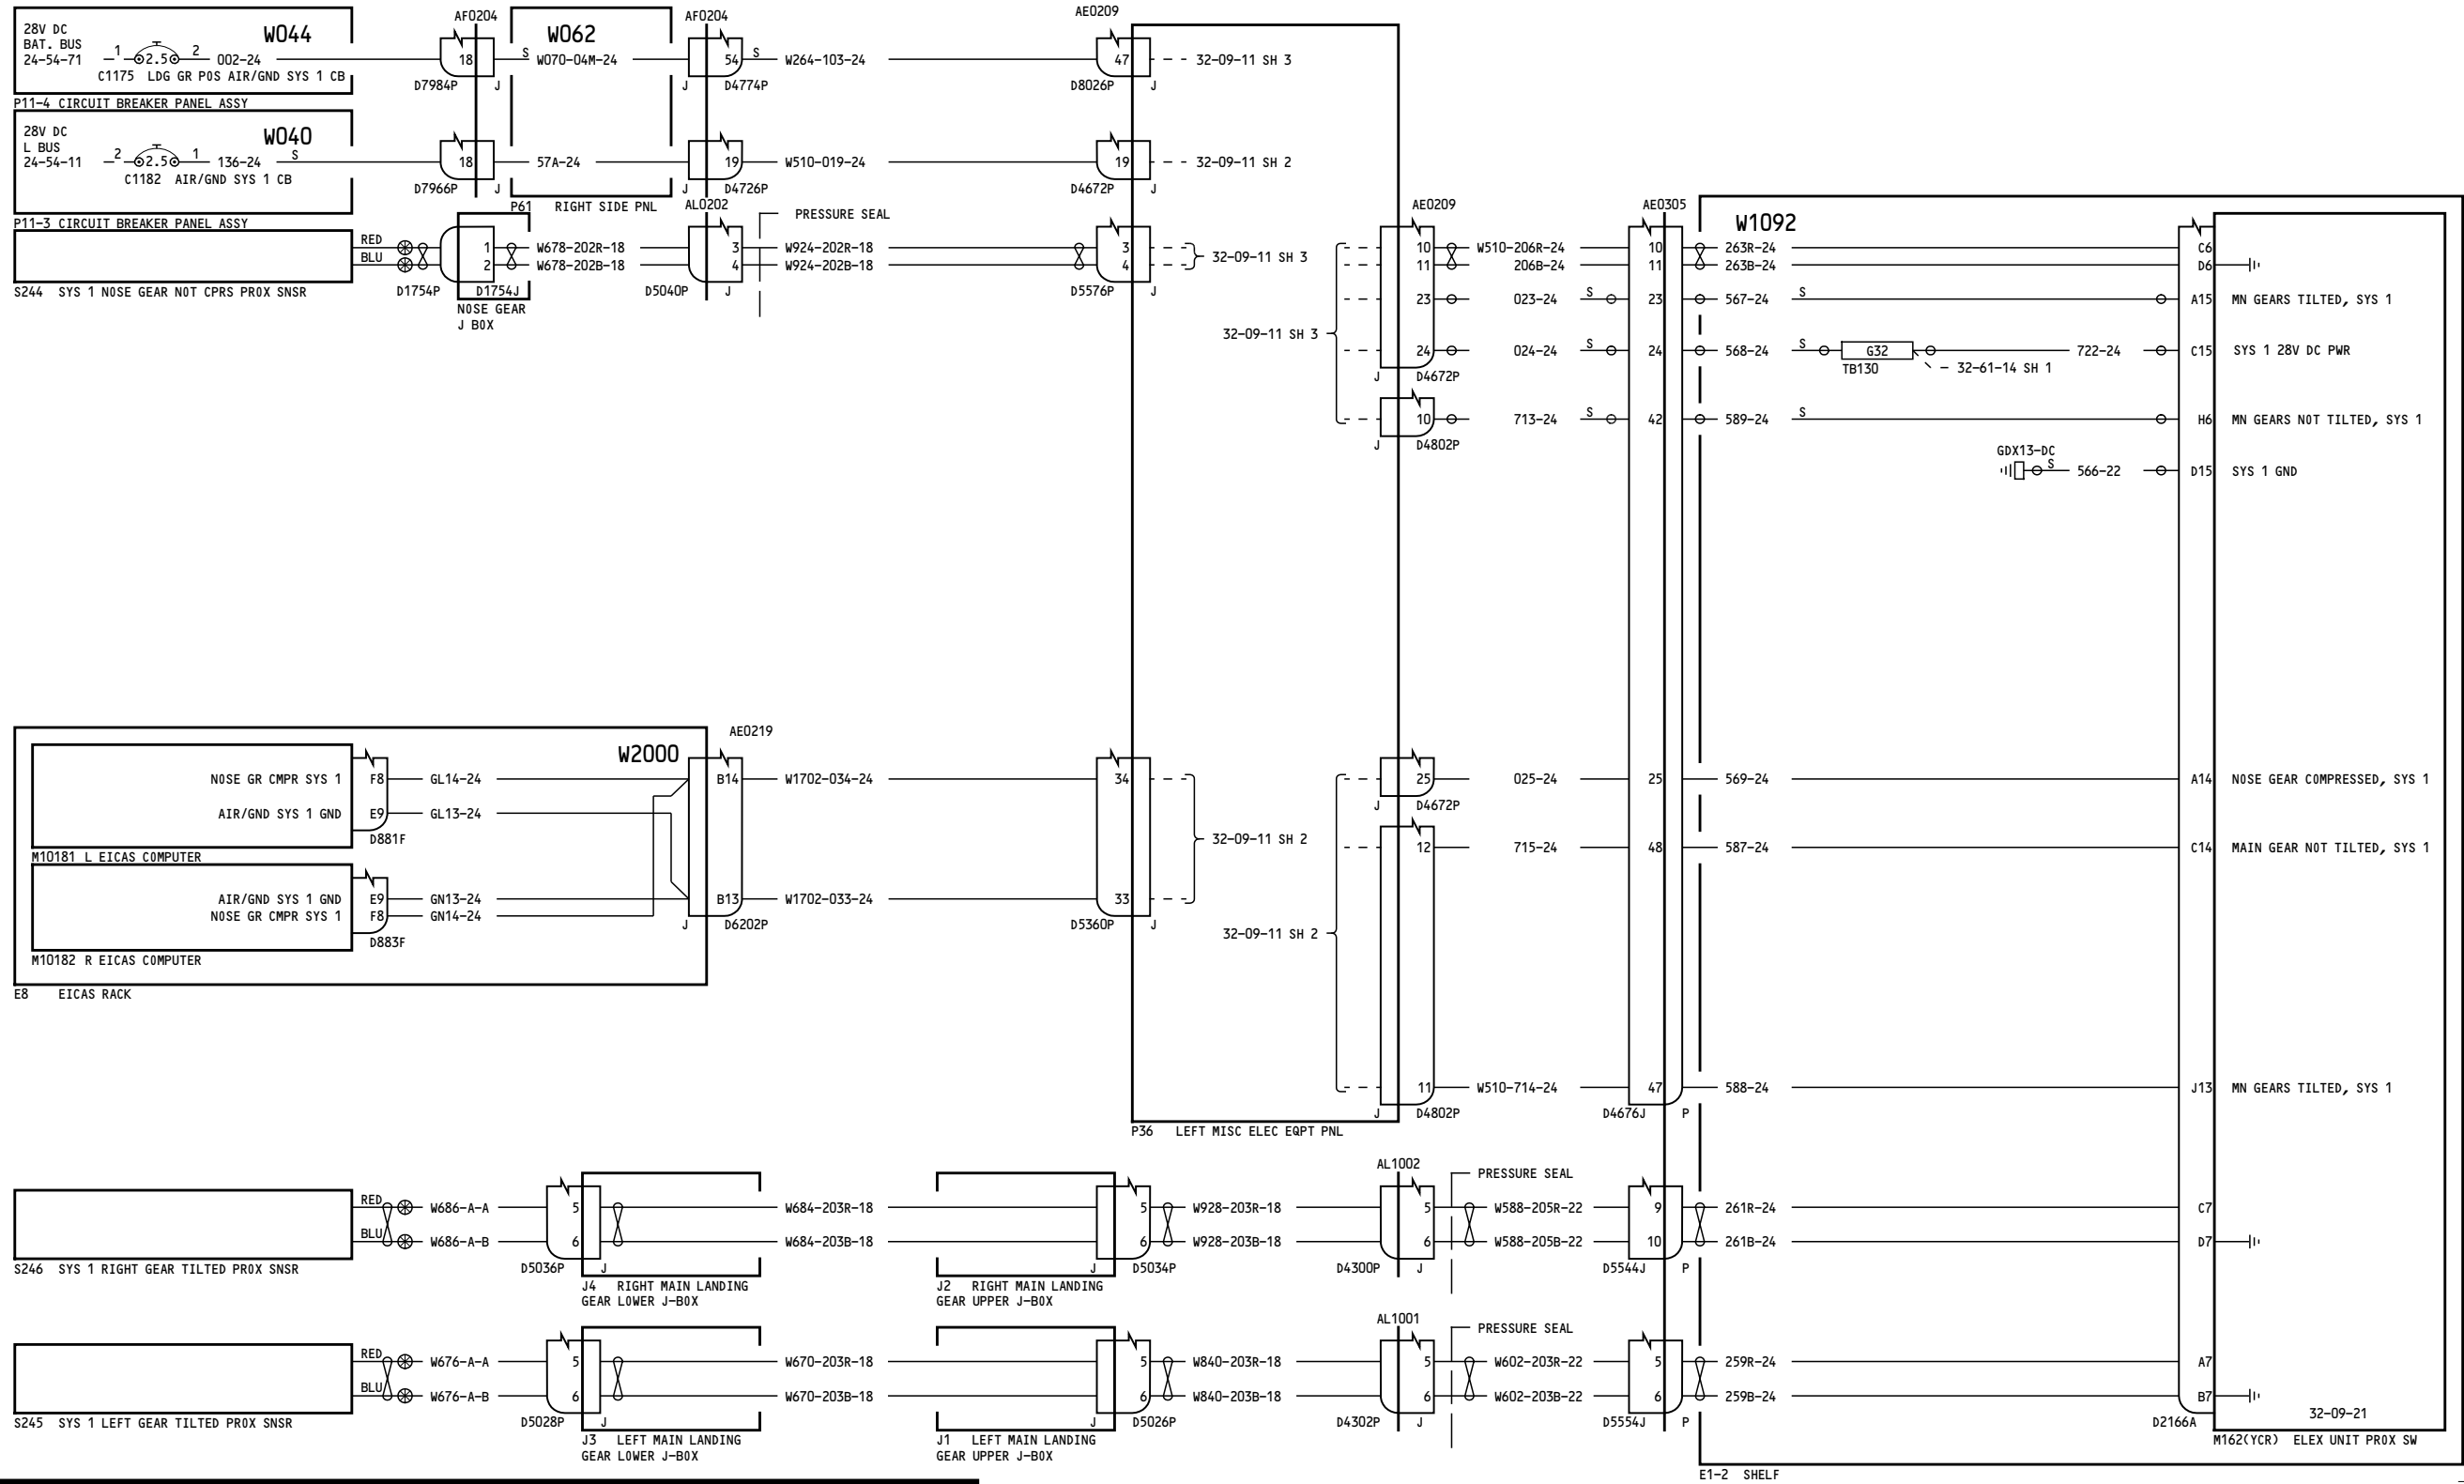 AF0204
AF0204
AE0209
28V DC
BAT. BUS
24-54-71
1
2.5
2
002-24
W044
C1175 LDG GR POS AIR/GND SYS 1 CB
P11-4 CIRCUIT BREAKER PANEL ASSY
18
D7984P
J
W062
S
W070-04M-24
54
S
J
D4774P
W264-103-24
47
D8026P
J
32-09-11 SH 3
28V DC
L BUS
24-54-11
2
2.5
1
136-24
S
W040
C1182 AIR/GND SYS 1 CB
P11-3 CIRCUIT BREAKER PANEL ASSY
18
D7966P
J
57A-24
P61 RIGHT SIDE PNL
19
J
D4726P
W510-019-24
19
D4672P
J
32-09-11 SH 2
RED
BLU
S244 SYS 1 NOSE GEAR NOT CPRS PROX SNSR
D1754P
1
2
D1754J
NOSE GEAR
J BOX
W678-202R-18
W678-202B-18
AL0202
3
4
D5040P
J
PRESSURE SEAL
W924-202R-18
W924-202B-18
3
4
D5576P
J
32-09-11 SH 3
AE0209
32-09-11 SH 3
10
11
23
24
J
D4672P
10
J
D4802P
W510-206R-24
206B-24
023-24
S
024-24
S
713-24
S
AE0305
10
11
23
24
42
W1092
263R-24
263B-24
567-24
S
568-24
S
G32
TB130
32-61-14 SH 1
722-24
589-24
S
GDX13-DC
S
566-22
C6
D6
A15 MN GEARS TILTED, SYS 1
C15 SYS 1 28V DC PWR
H6 MN GEARS NOT TILTED, SYS 1
D15 SYS 1 GND
W2000
AE0219
NOSE GR CMPR SYS 1
F8
GL14-24
AIR/GND SYS 1 GND
E9
GL13-24
D881F
M10181 L EICAS COMPUTER
AIR/GND SYS 1 GND
E9
GN13-24
NOSE GR CMPR SYS 1
F8
GN14-24
D883F
M10182 R EICAS COMPUTER
E8 EICAS RACK
B14
B13
J
D6202P
W1702-034-24
W1702-033-24
34
33
D5360P
J
32-09-11 SH 2
32-09-11 SH 2
25
J
D4672P
12
11
J
D4802P
P36 LEFT MISC ELEC EQPT PNL
025-24
715-24
W510-714-24
25
48
47
D4676J
P
569-24
587-24
588-24
A14 NOSE GEAR COMPRESSED, SYS 1
C14 MAIN GEAR NOT TILTED, SYS 1
J13 MN GEARS TILTED, SYS 1
RED
BLU
S246 SYS 1 RIGHT GEAR TILTED PROX SNSR
W686-A-A
W686-A-B
5
6
D5036P
J
J4 RIGHT MAIN LANDING
GEAR LOWER J-BOX
W684-203R-18
W684-203B-18
J2 RIGHT MAIN LANDING
GEAR UPPER J-BOX
5
6
J
D5034P
W928-203R-18
W928-203B-18
AL1002
5
6
D4300P
J
PRESSURE SEAL
W588-205R-22
W588-205B-22
9
10
D5544J
P
261R-24
261B-24
C7
D7
RED
BLU
S245 SYS 1 LEFT GEAR TILTED PROX SNSR
W676-A-A
W676-A-B
5
6
D5028P
J
J3 LEFT MAIN LANDING
GEAR LOWER J-BOX
W670-203R-18
W670-203B-18
J1 LEFT MAIN LANDING
GEAR UPPER J-BOX
5
6
J
D5026P
W840-203R-18
W840-203B-18
AL1001
5
6
D4302P
J
PRESSURE SEAL
W602-203R-22
W602-203B-22
5
6
D5554J
P
259R-24
259B-24
A7
B7
D2166A
32-09-21
M162(YCR) ELEX UNIT PROX SW
E1-2 SHELF